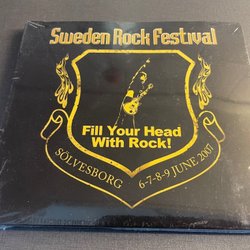 Sweden Rock Festival
Fill Your Head
With Rock!
SÖLVESBORG 6-7-8-9 JUNE 2007